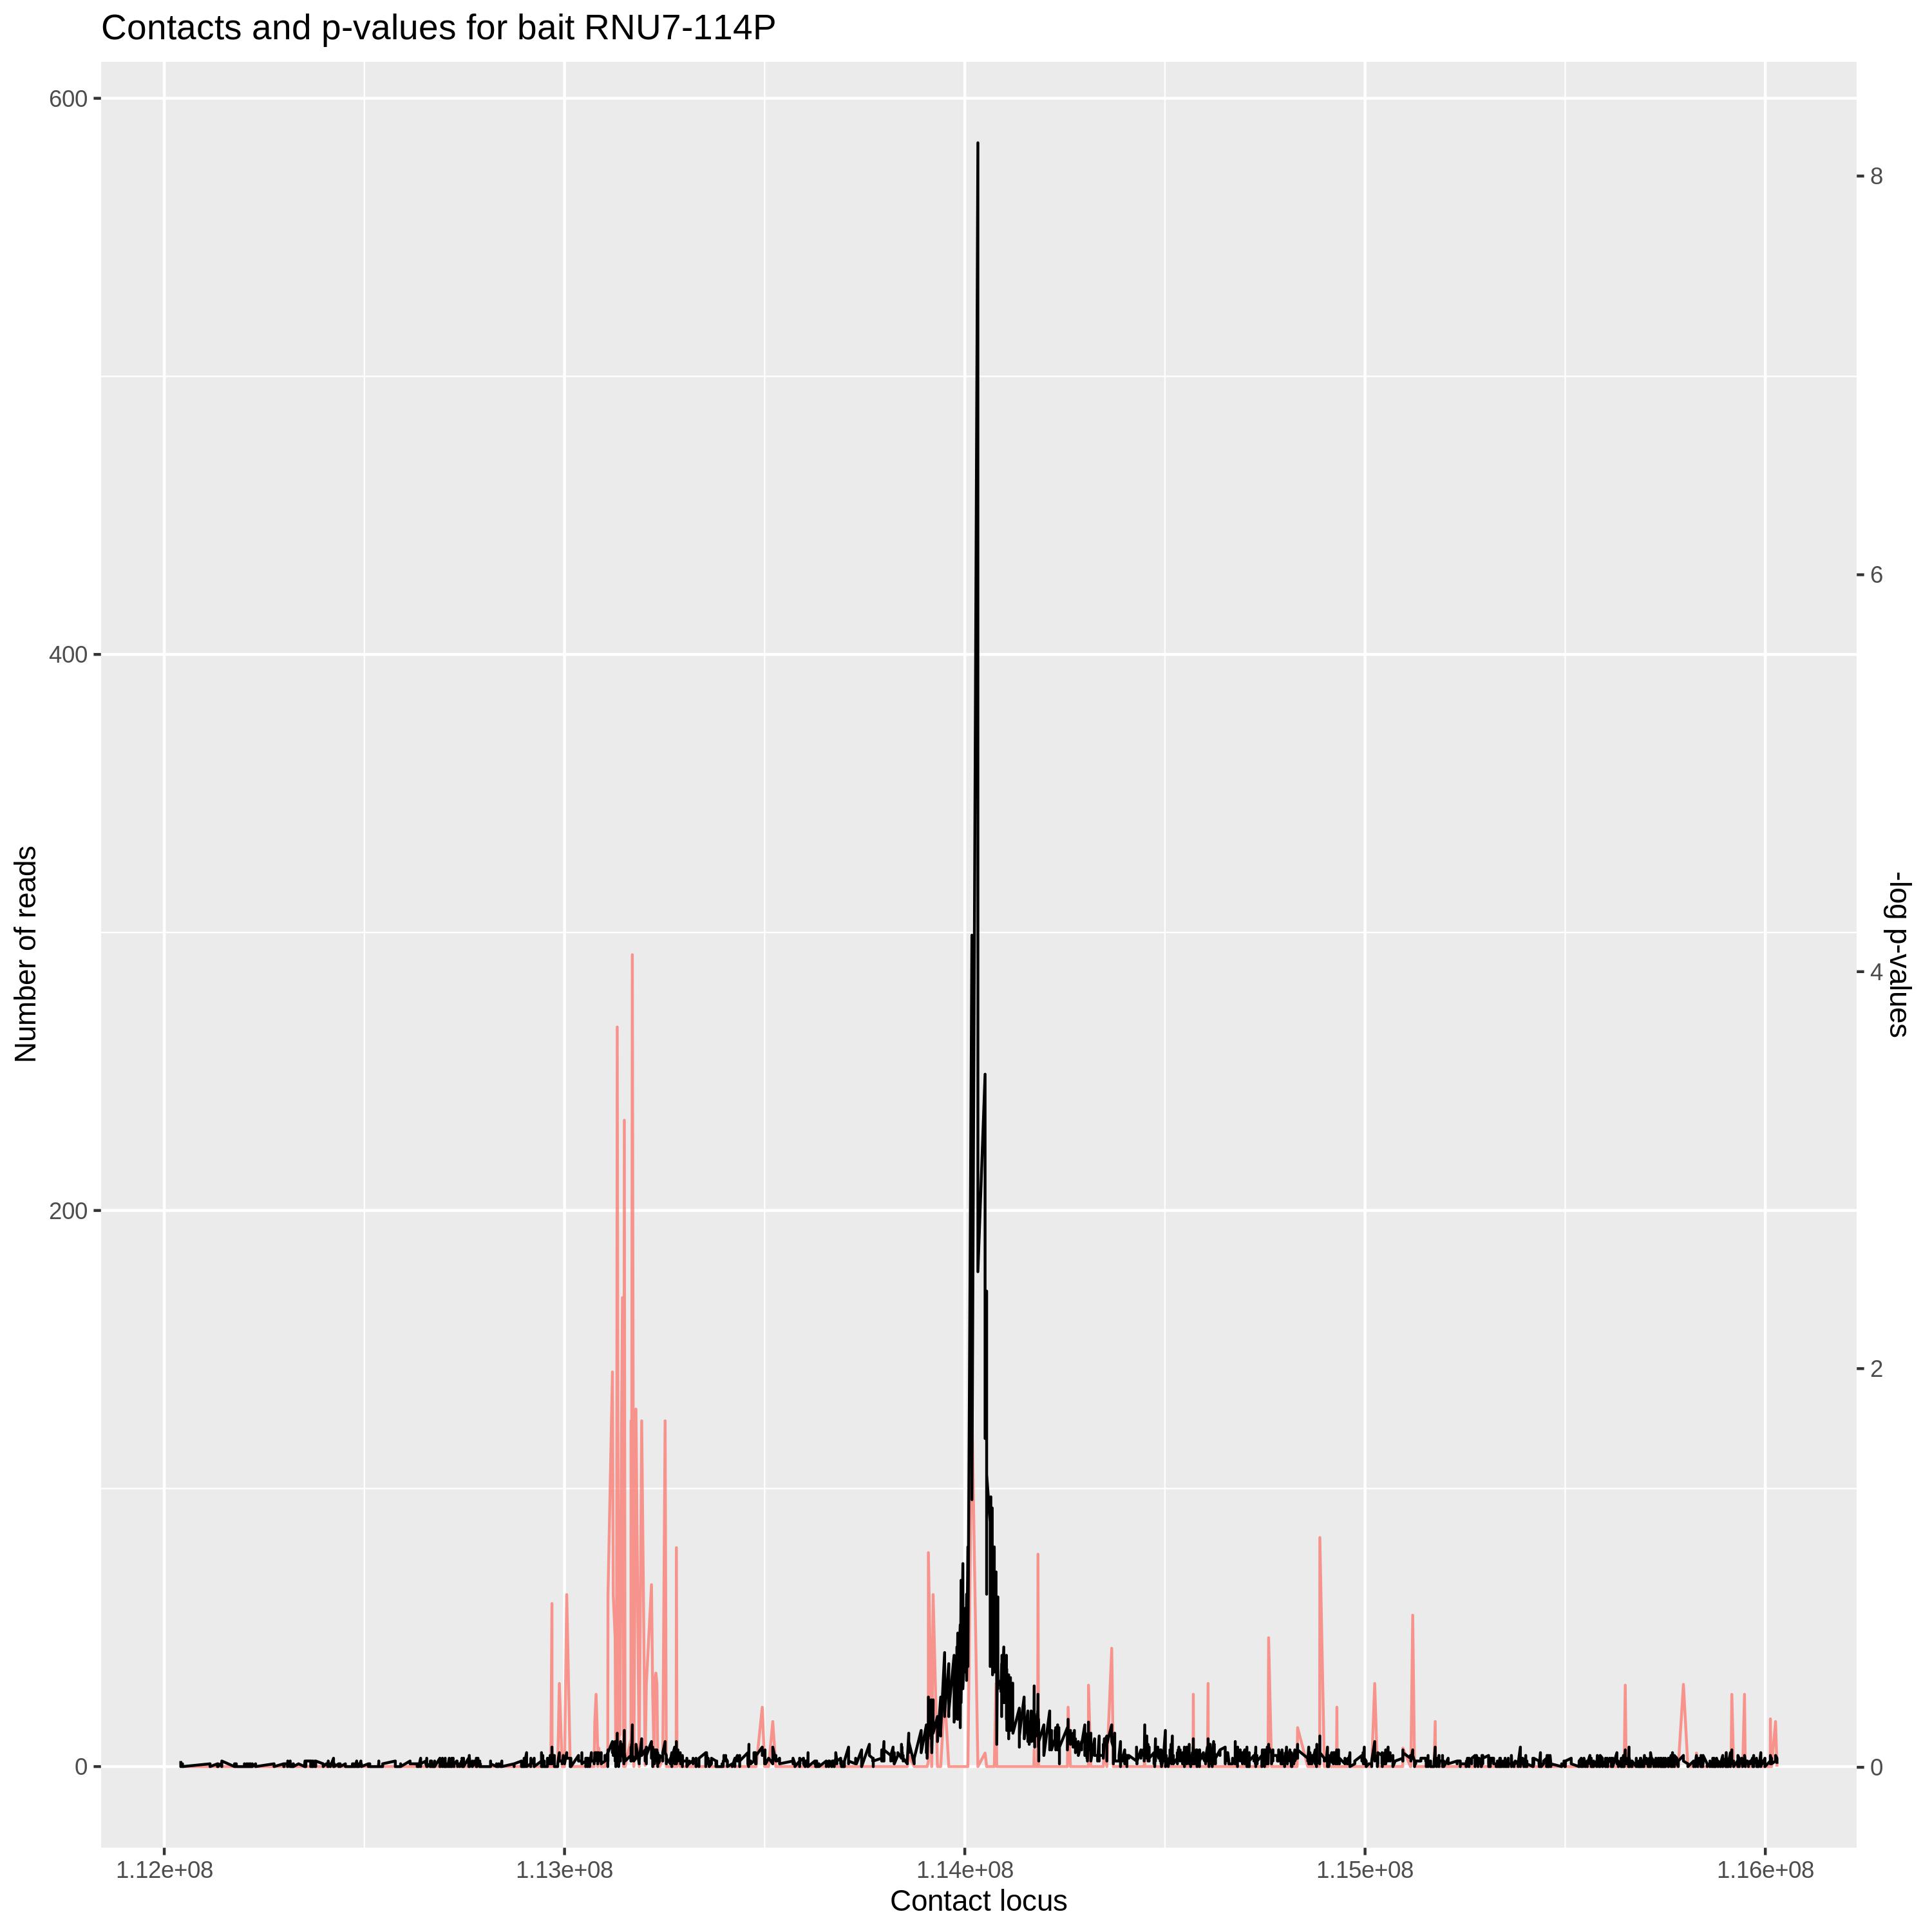 Contacts and p-values for bait RNU7-114P
600
400
200
0
Number of reads
8
6
4
2
0
-log p-values
1.12e+08
1.13e+08
1.14e+08
1.15e+08
1.16e+08
Contact locus